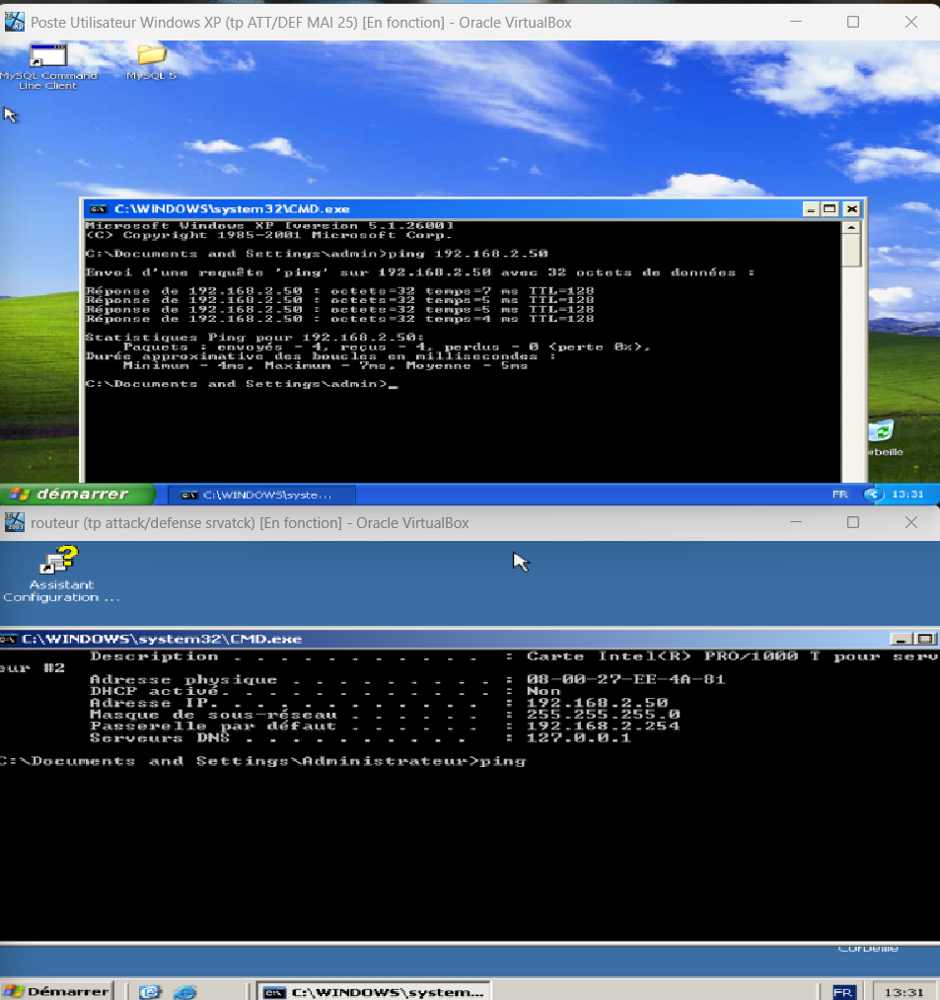 Poste Utilisateur Windows XP (tp ATT/DEF MAI 25) [En fonction] - Oracle VirtualBox
MySQL Command
Line Client
MySQL 5
C:\WINDOWS\system32\CMD.exe
Microsoft Windows XP [version 5.1.2600]
(C) Copyright 1985-2001 Microsoft Corp.
C:\Documents and Settings\admin>ping 192.168.2.50
Envoi d'une requête 'ping' sur 192.168.2.50 avec 32 octets de données :
Réponse de 192.168.2.50 : octets=32 temps=7 ms TTL=128
Réponse de 192.168.2.50 : octets=32 temps=5 ms TTL=128
Réponse de 192.168.2.50 : octets=32 temps=5 ms TTL=128
Réponse de 192.168.2.50 : octets=32 temps=4 ms TTL=128
Statistiques Ping pour 192.168.2.50:
Paquets : envoyés = 4, reçus = 4, perdus = 0 (perte 0%),
Durée approximative des boucles en millisecondes :
Minimum = 4ms, Maximum = 7ms, Moyenne = 5ms
C:\Documents and Settings\admin>_
rbeille
démarrer
C:\WINDOWS\syste...
FR
13:31
routeur (tp attack/defense srvatck) [En fonction] - Oracle VirtualBox
Assistant
Configuration ...
C:\WINDOWS\system32\CMD.exe
Description . . . . . . . . . . . : Carte Intel(R) PRO/1000 T pour serv
eur #2
Adresse physique . . . . . . . . . : 08-00-27-EE-4A-81
DHCP activé. . . . . . . . . . . . : Non
Adresse IP. . . . . . . . . . . . : 192.168.2.50
Masque de sous-réseau . . . . . . : 255.255.255.0
Passerelle par défaut . . . . . . : 192.168.2.254
Serveurs DNS . . . . . . . . . . : 127.0.0.1
C:\Documents and Settings\Administrateur>ping
Corbeille
Démarrer
C:\WINDOWS\system...
FR
13:31